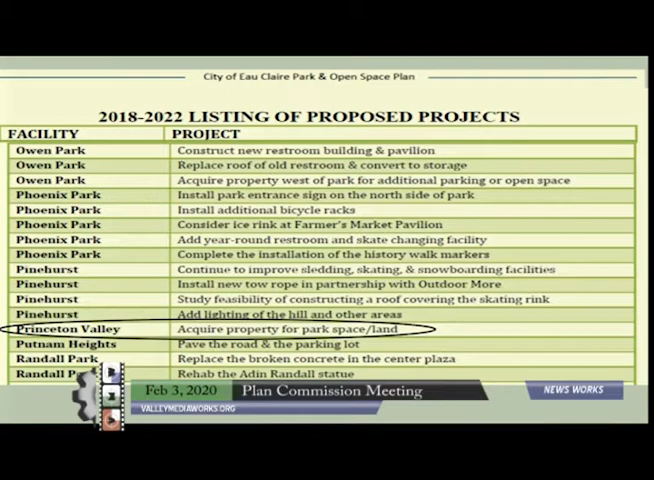 City of Eau Claire Park & Open Space Plan
2018-2022 LISTING OF PROPOSED PROJECTS
FACILITY PROJECT
Owen Park Construct new restroom building & pavilion
Owen Park Replace roof of old restroom & convert to storage
Owen Park Acquire property west of park for additional parking or open space
Phoenix Park Install park entrance sign on the north side of park
Phoenix Park Install additional bicycle racks
Phoenix Park Consider ice rink at Farmer's Market Pavilion
Phoenix Park Add year-round restroom and skate changing facility
Phoenix Park Complete the installation of the history walk markers
Pinehurst Continue to improve sledding, skating, & snowboarding facilities
Pinehurst Install new tow rope in partnership with Outdoor More
Pinehurst Study feasibility of constructing a roof covering the skating rink
Pinehurst Add lighting of the hill and other areas
Princeton Valley Acquire property for park space/land
Putnam Heights Pave the road & the parking lot
Randall Park Replace the broken concrete in the center plaza
Randall P Rehab the Adin Randall statue
Feb 3, 2020 Plan Commission Meeting NEWS WORKS
VALLEYMEDIAWORKS.ORG